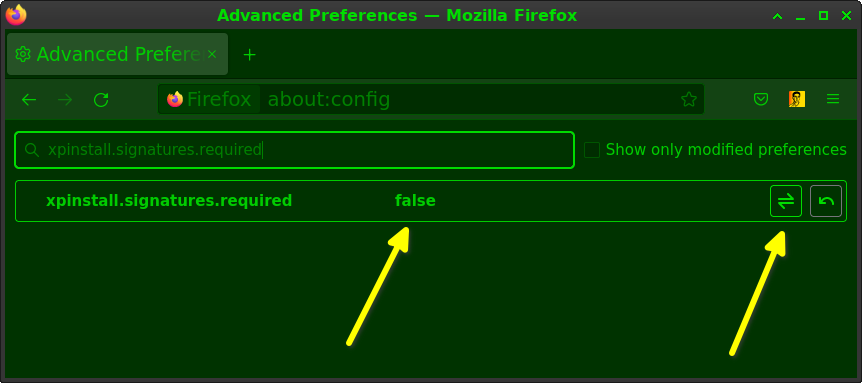 Advanced Preferences — Mozilla Firefox
Advanced Prefere
Firefox about:config
xpinstall.signatures.required
Show only modified preferences
xpinstall.signatures.required false